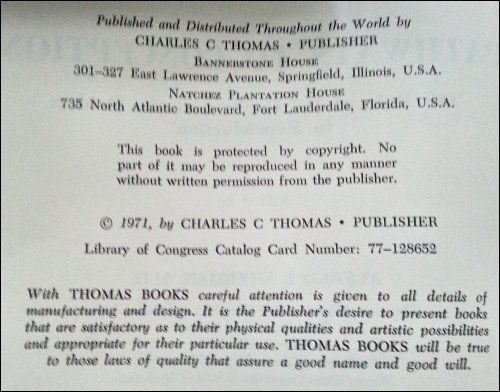 Published and Distributed Throughout the World by
CHARLES C THOMAS • PUBLISHER
BANNERSTONE HOUSE
301–327 East Lawrence Avenue, Springfield, Illinois, U.S.A.
NATCHEZ PLANTATION HOUSE
735 North Atlantic Boulevard, Fort Lauderdale, Florida, U.S.A.
This book is protected by copyright. No
part of it may be reproduced in any manner
without written permission from the publisher.
© 1971, by CHARLES C THOMAS • PUBLISHER
Library of Congress Catalog Card Number: 77–128652
With THOMAS BOOKS careful attention is given to all details of
manufacturing and design. It is the Publisher's desire to present books
that are satisfactory as to their physical qualities and artistic possibilities
and appropriate for their particular use. THOMAS BOOKS will be true
to those laws of quality that assure a good name and good will.